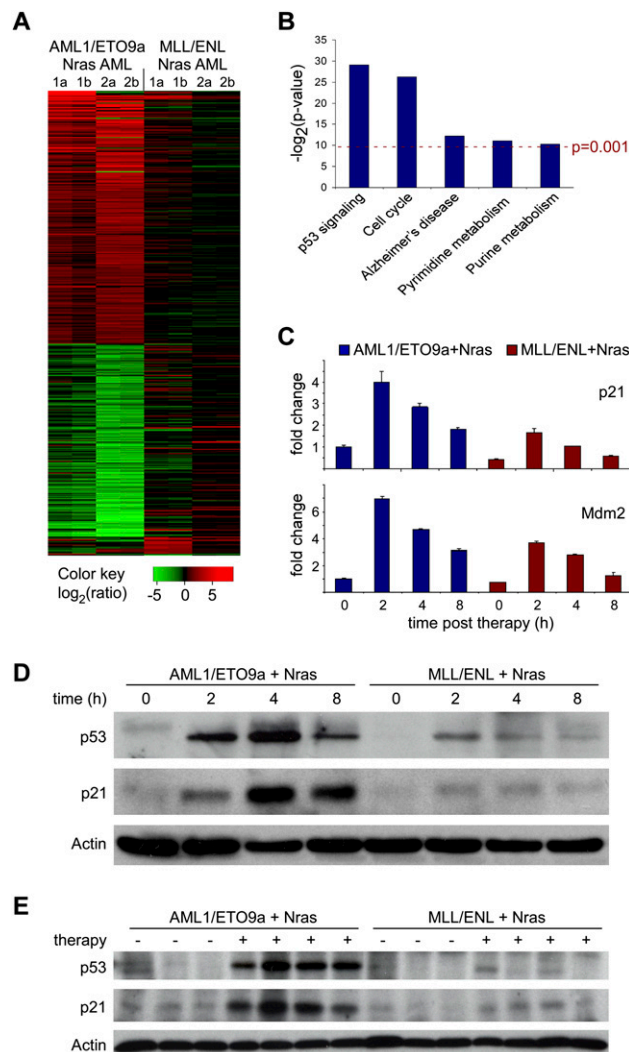 A
AML1/ETO9a MLL/ENL
Nras AML Nras AML
1a 1b 2a 2b 1a 1b 2a 2b
Color key
log2(ratio)
-5 0 5
B
-log2(p-value)
35
30
25
20
15
10
5
0
p=0.001
p53 signaling
Cell cycle
Alzheimer's disease
Pyrimidine metabolism
Purine metabolism
C
AML1/ETO9a+Nras MLL/ENL+Nras
fold change
4
3
2
1
p21
fold change
6
4
2
Mdm2
0 2 4 8 0 2 4 8
time post therapy (h)
D
AML1/ETO9a + Nras MLL/ENL + Nras
time (h) 0 2 4 8 0 2 4 8
p53
p21
Actin
E
AML1/ETO9a + Nras MLL/ENL + Nras
therapy - - - + + + + - - - + + + +
p53
p21
Actin